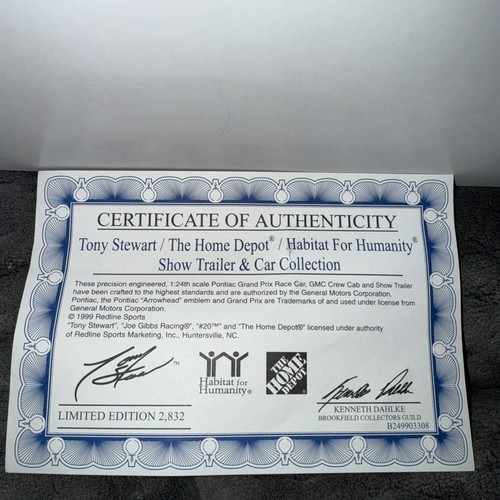 CERTIFICATE OF AUTHENTICITY
Tony Stewart / The Home Depot® / Habitat For Humanity®
Show Trailer & Car Collection
These precision engineered, 1:24th scale Pontiac Grand Prix Race Car, GMC Crew Cab and Show Trailer
have been crafted to the highest standards and are authorized by the General Motors Corporation.
Pontiac, the Pontiac "Arrowhead" emblem and Grand Prix are Trademarks of and used under license from
General Motors Corporation.
© 1999 Redline Sports
"Tony Stewart", "Joe Gibbs Racing®", "#20™" and "The Home Depot® licensed under authority
of Redline Sports Marketing, Inc., Huntersville, NC.
Tony Stewart ™
Habitat for
Humanity®
THE
HOME
DEPOT
Kenneth Dahlke
LIMITED EDITION 2,832
KENNETH DAHLKE
BROOKFIELD COLLECTORS GUILD
B249903308